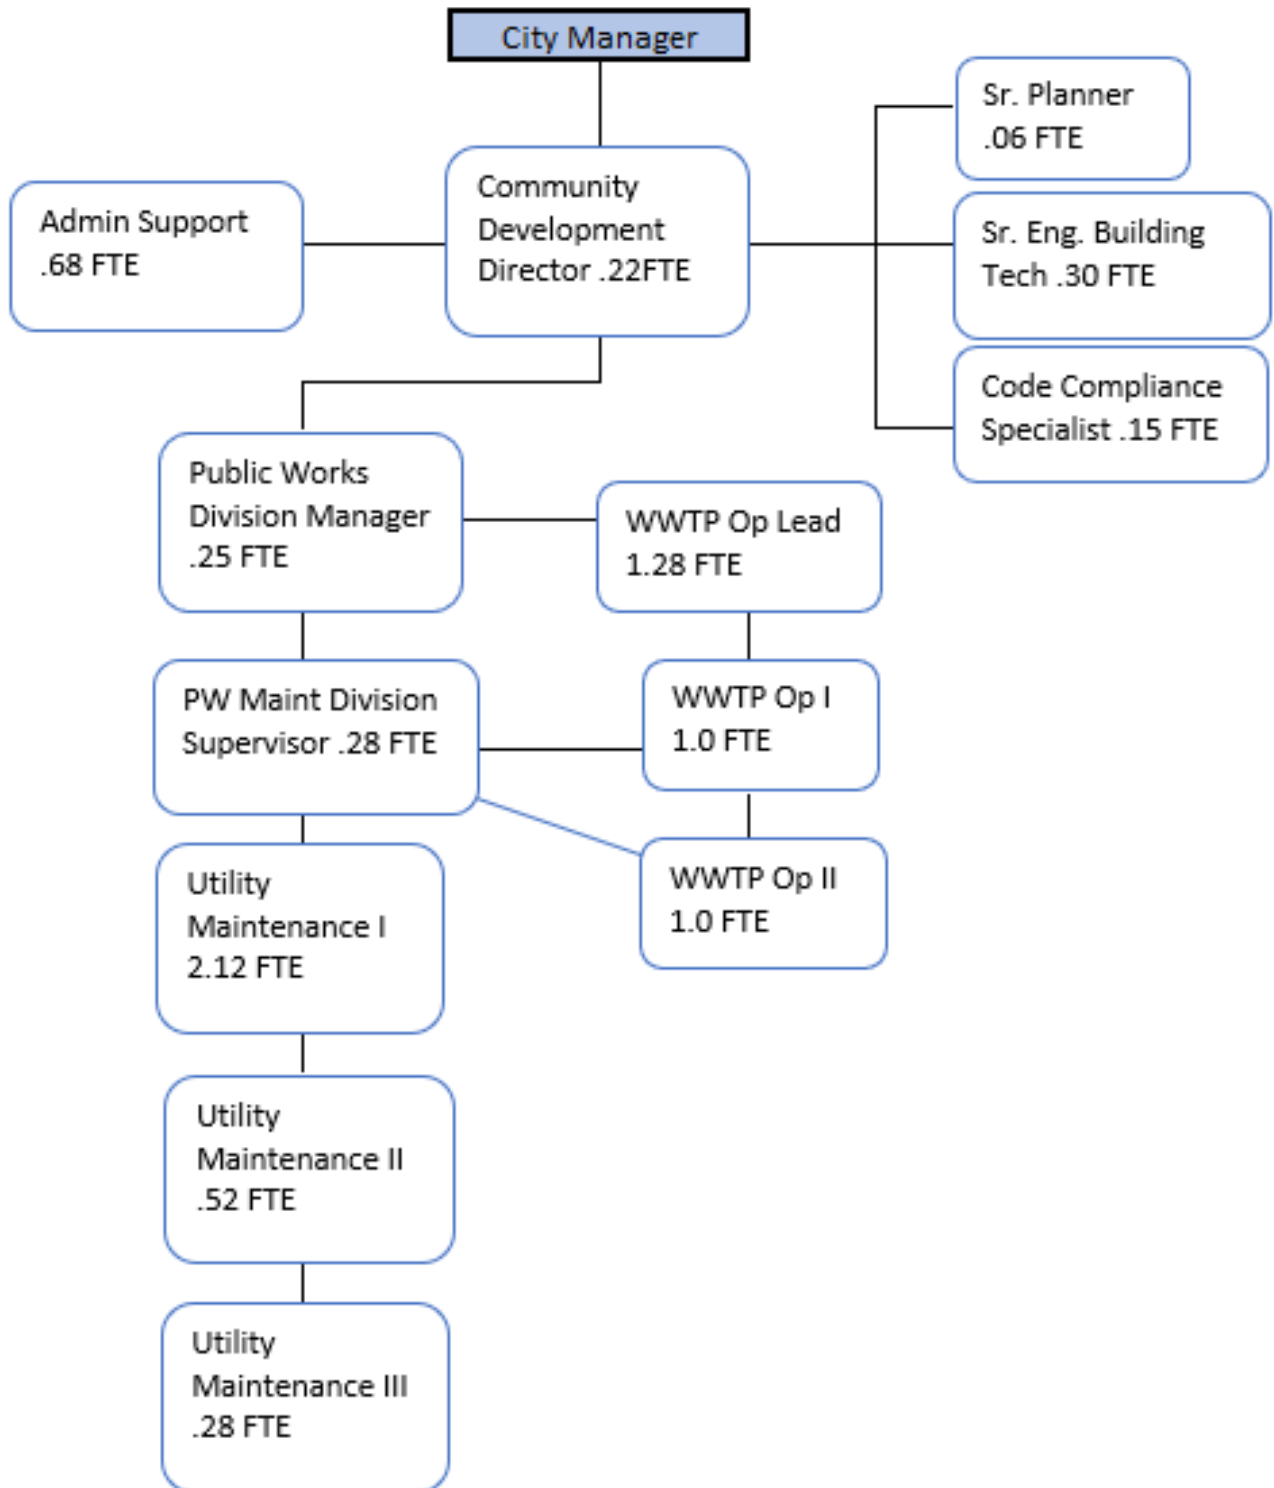 City Manager
Sr. Planner
.06 FTE
Community
Development
Director .22FTE
Admin Support
.68 FTE
Sr. Eng. Building
Tech .30 FTE
Code Compliance
Specialist .15 FTE
Public Works
Division Manager
.25 FTE
WWTP Op Lead
1.28 FTE
PW Maint Division
Supervisor .28 FTE
WWTP Op I
1.0 FTE
Utility
Maintenance I
2.12 FTE
WWTP Op II
1.0 FTE
Utility
Maintenance II
.52 FTE
Utility
Maintenance III
.28 FTE